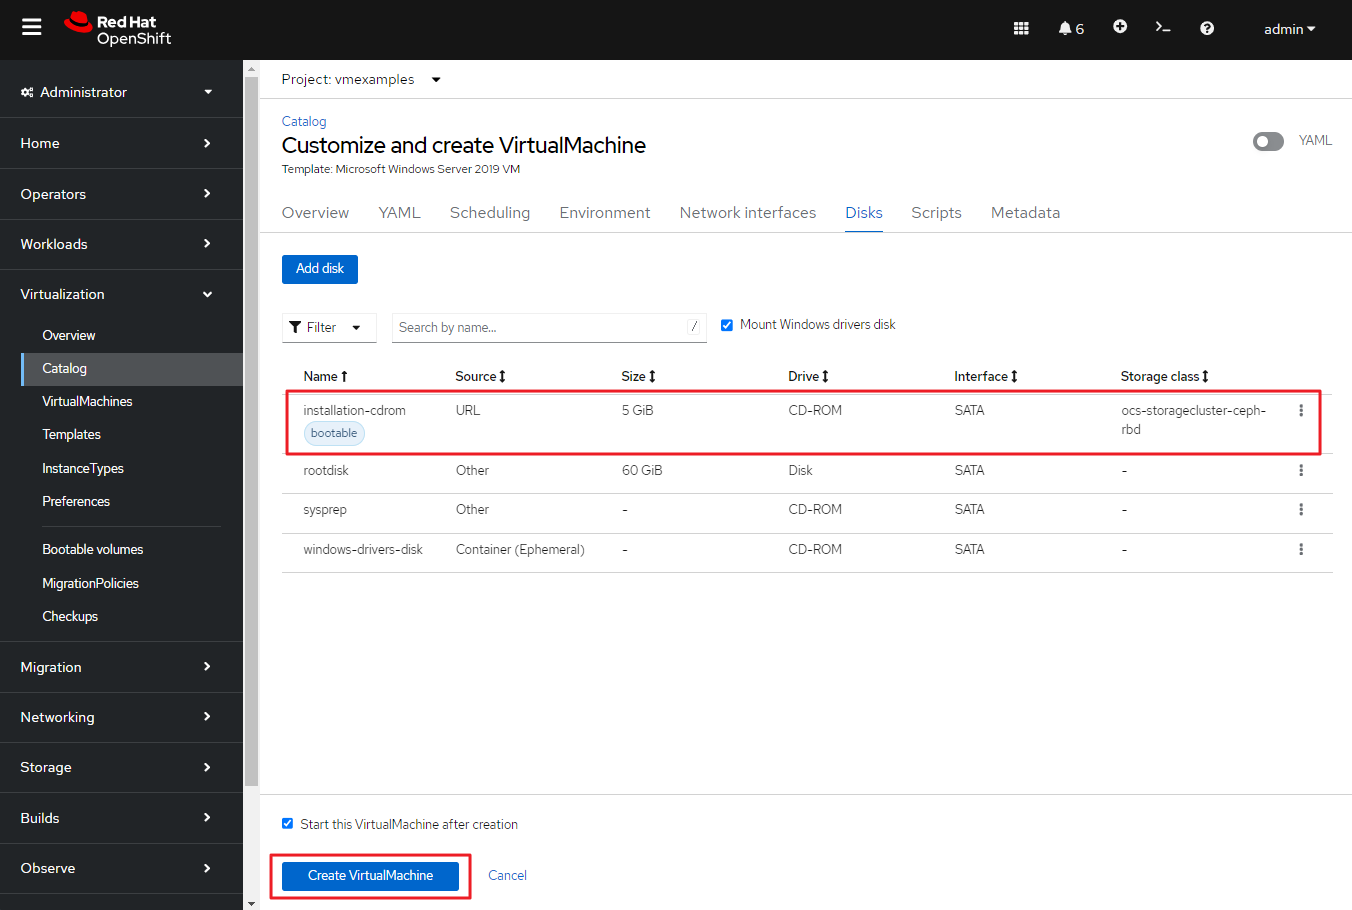 Red Hat
OpenShift
6
admin
Administrator
Home
Operators
Workloads
Virtualization
Overview
Catalog
VirtualMachines
Templates
InstanceTypes
Preferences
Bootable volumes
MigrationPolicies
Checkups
Migration
Networking
Storage
Builds
Observe
Project: vmexamples
Catalog
Customize and create VirtualMachine
YAML
Template: Microsoft Windows Server 2019 VM
Overview YAML Scheduling Environment Network interfaces Disks Scripts Metadata
Add disk
Filter Search by name... / Mount Windows drivers disk
Name Source Size Drive Interface Storage class
installation-cdrom URL 5 GiB CD-ROM SATA ocs-storagecluster-ceph-
bootable rbd
rootdisk Other 60 GiB Disk SATA -
sysprep Other - CD-ROM SATA -
windows-drivers-disk Container (Ephemeral) - CD-ROM SATA -
Start this VirtualMachine after creation
Create VirtualMachine Cancel